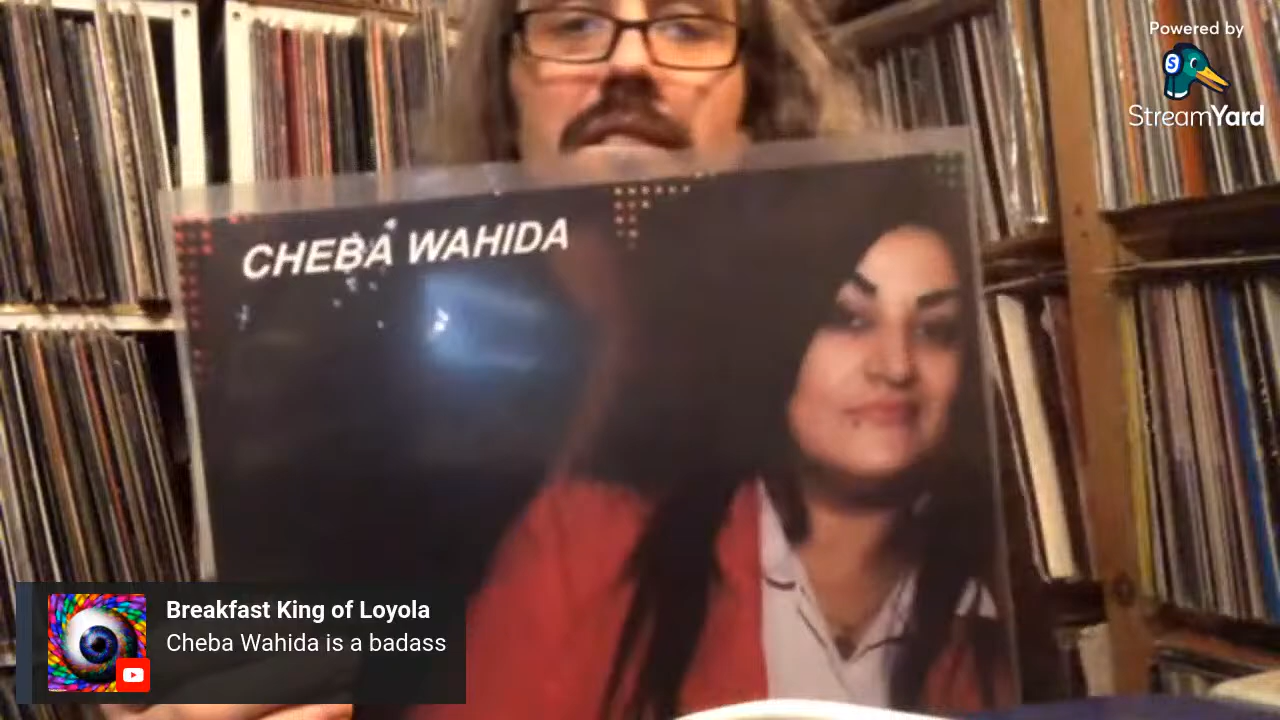 Powered by
S
StreamYard
CHEBA WAHIDA
Breakfast King of Loyola
Cheba Wahida is a badass